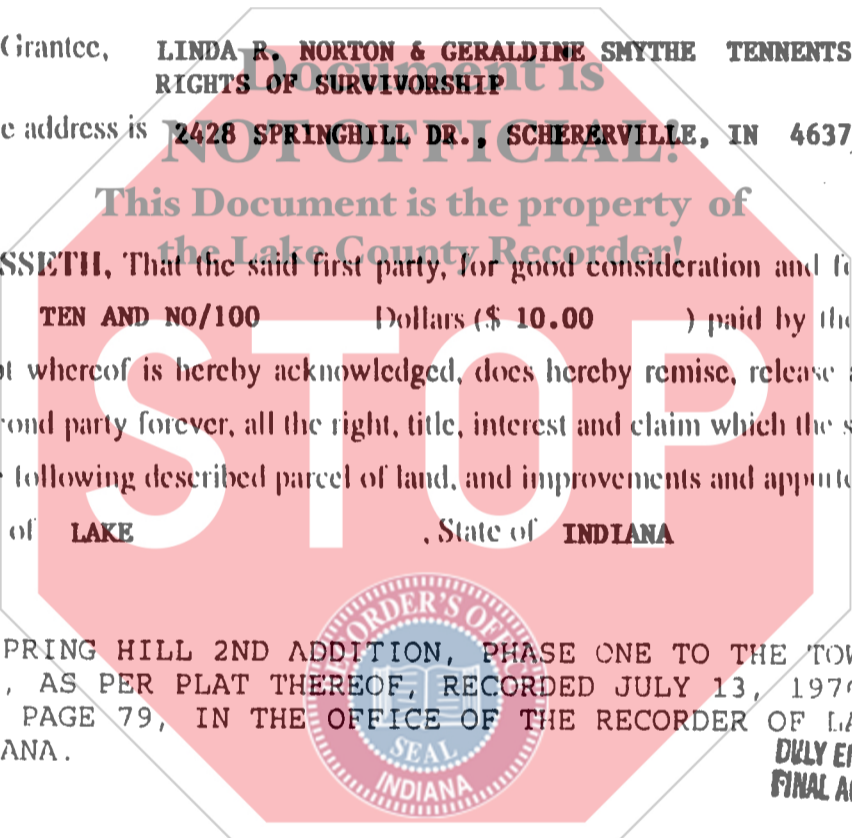 Grantee, LINDA R. NORTON & GERALDINE SMYTHE TENNENTS
RIGHTS OF SURVIVORSHIP
Document is
e address is 2428 SPRINGHILL DR., SCHERERVILLE, IN 4637
NOT OFFICIAL!
This Document is the property of
the Lake County Recorder!
SSETH, That the said first party, for good consideration and f
TEN AND NO/100 Dollars ($ 10.00 ) paid by the
t whereof is hereby acknowledged, does hereby remise, release a
ond party forever, all the right, title, interest and claim which the s
following described parcel of land, and improvements and appurte
STOP
of LAKE , State of INDIANA
RECORDER'S OFFICE
PRING HILL 2ND ADDITION, PHASE ONE TO THE TOW
, AS PER PLAT THEREOF, RECORDED JULY 13, 197
PAGE 79, IN THE OFFICE OF THE RECORDER OF LA
ANA.
SEAL
INDIANA
DULY E
FINAL A